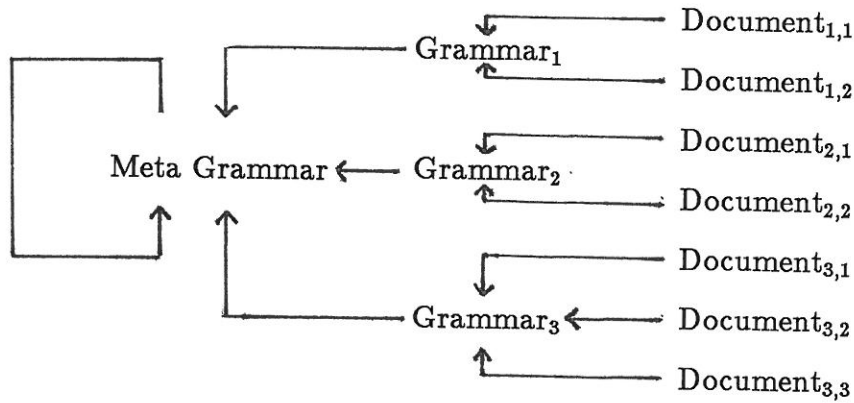 Document₁,₁
Grammar₁
Document₁,₂
Document₂,₁
Meta Grammar Grammar₂
Document₂,₂
Document₃,₁
Grammar₃ Document₃,₂
Document₃,₃